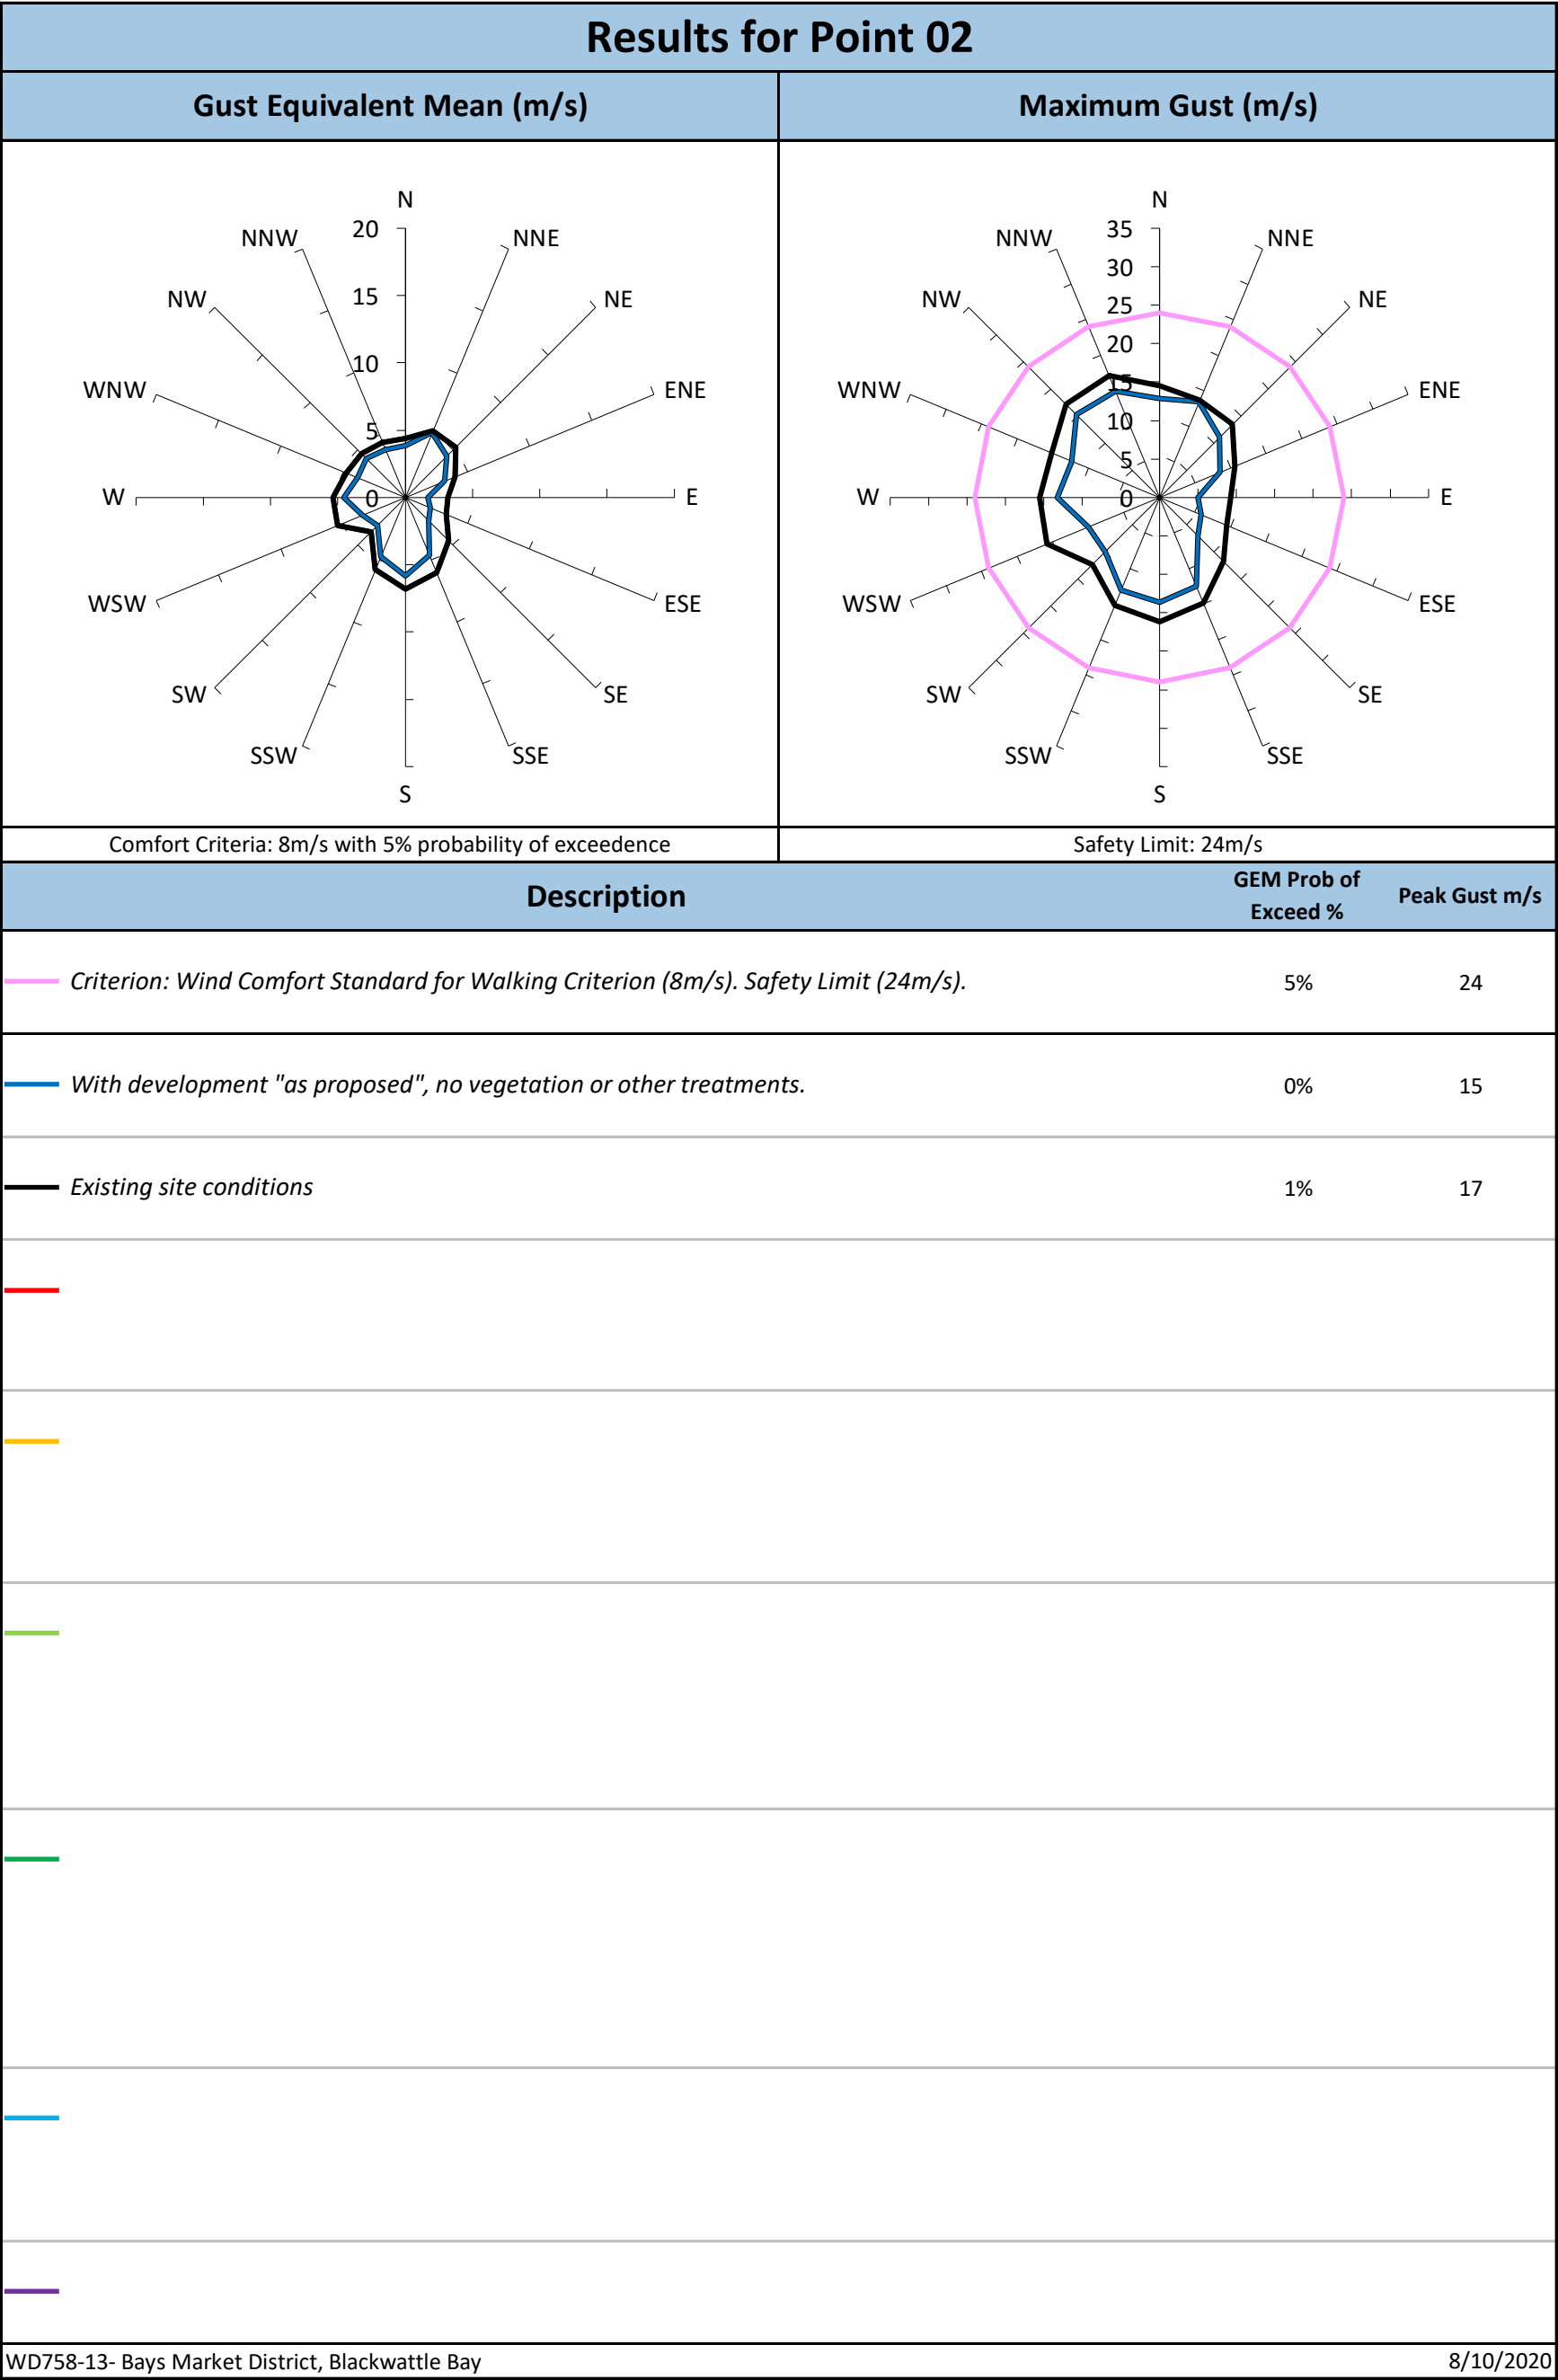 Results for Point 02
Gust Equivalent Mean (m/s)
Maximum Gust (m/s)
N
NNE
NE
ENE
E
ESE
SE
SSE
S
SSW
SW
WSW
W
WNW
NW
NNW
20
15
10
5
0
N
NNE
NE
ENE
E
ESE
SE
SSE
S
SSW
SW
WSW
W
WNW
NW
NNW
35
30
25
20
15
10
5
0
Comfort Criteria: 8m/s with 5% probability of exceedence
Safety Limit: 24m/s
Description
GEM Prob of
Exceed %
Peak Gust m/s
Criterion: Wind Comfort Standard for Walking Criterion (8m/s). Safety Limit (24m/s).
5%
24
With development "as proposed", no vegetation or other treatments.
0%
15
Existing site conditions
1%
17
WD758-13- Bays Market District, Blackwattle Bay
8/10/2020